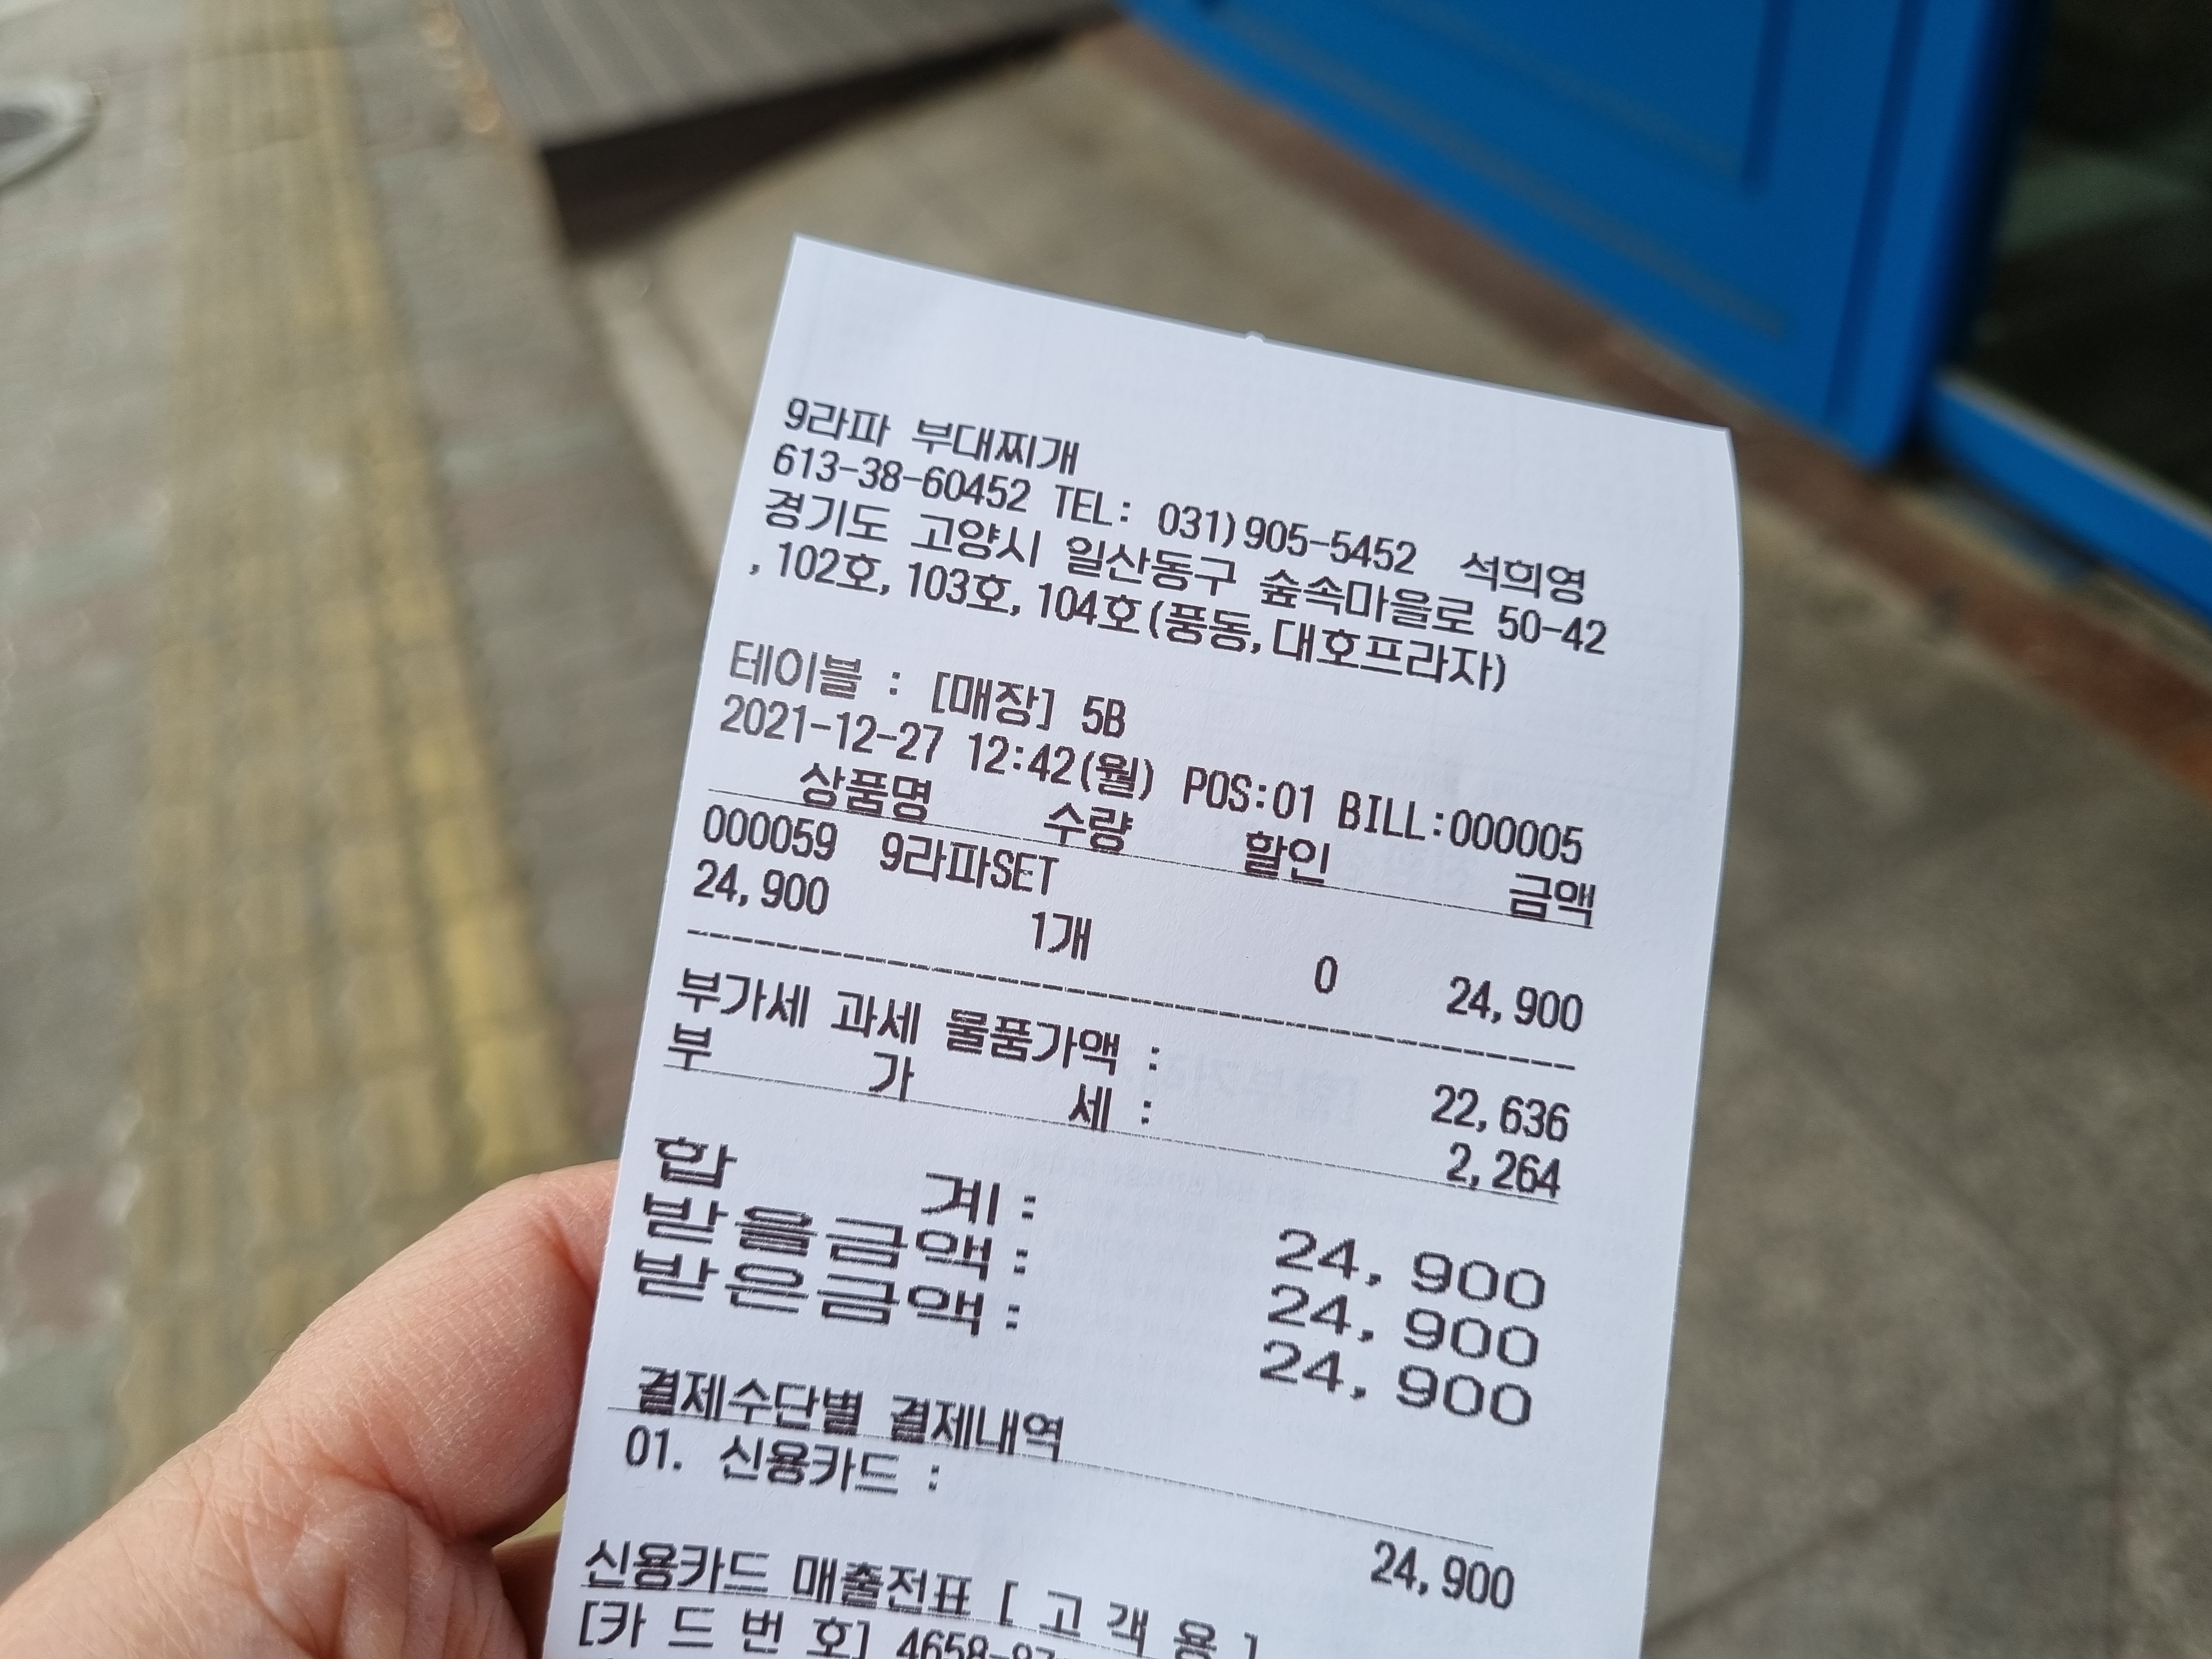 9라파 부대찌개
613-38-60452 TEL: 031)905-5452 석희영
경기도 고양시 일산동구 숲속마을로 50-42
, 102호, 103호, 104호(풍동, 대호프라자)
테이블 : [매장] 5B
2021-12-27 12:42(월) POS:01 BILL:000005
상품명 수량 할인 금액
000059 9라파SET
24,900 1개 0 24,900
부가세 과세 물품가액 : 22,636
부 가 세 : 2,264
합 계 : 24,900
받을금액 : 24,900
받은금액 : 24,900
결제수단별 결제내역
01. 신용카드 : 24,900
신용카드 매출전표 [ 고 객 용 ]
[카 드 번 호] 4658-